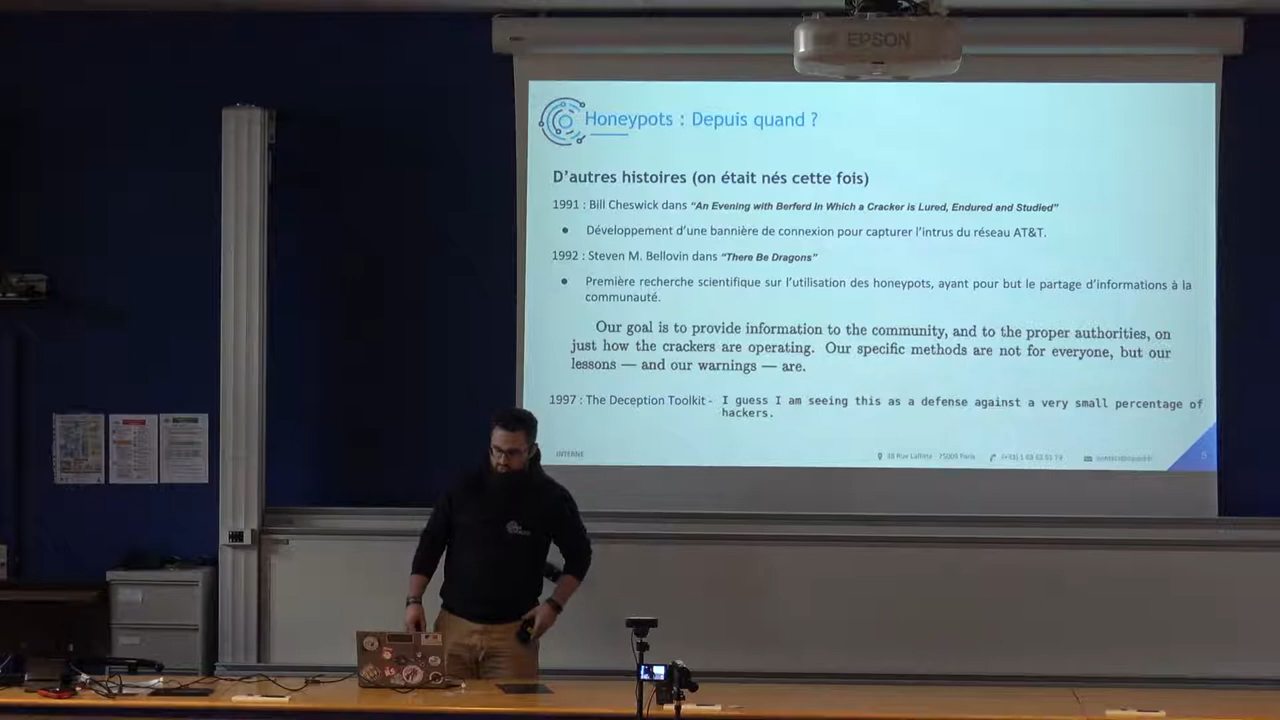 EPSON
Honeypots : Depuis quand ?
D'autres histoires (on était nés cette fois)
1991 : Bill Cheswick dans "An Evening with Berferd In Which a Cracker is Lured, Endured and Studied"
● Développement d'une bannière de connexion pour capturer l'intrus du réseau AT&T.
1992 : Steven M. Bellovin dans "There Be Dragons"
● Première recherche scientifique sur l'utilisation des honeypots, ayant pour but le partage d'informations à la
communauté.
Our goal is to provide information to the community, and to the proper authorities, on
just how the crackers are operating. Our specific methods are not for everyone, but our
lessons — and our warnings — are.
1997 : The Deception Toolkit - I guess I am seeing this as a defense against a very small percentage of
hackers.
INTERNE
Paris
5